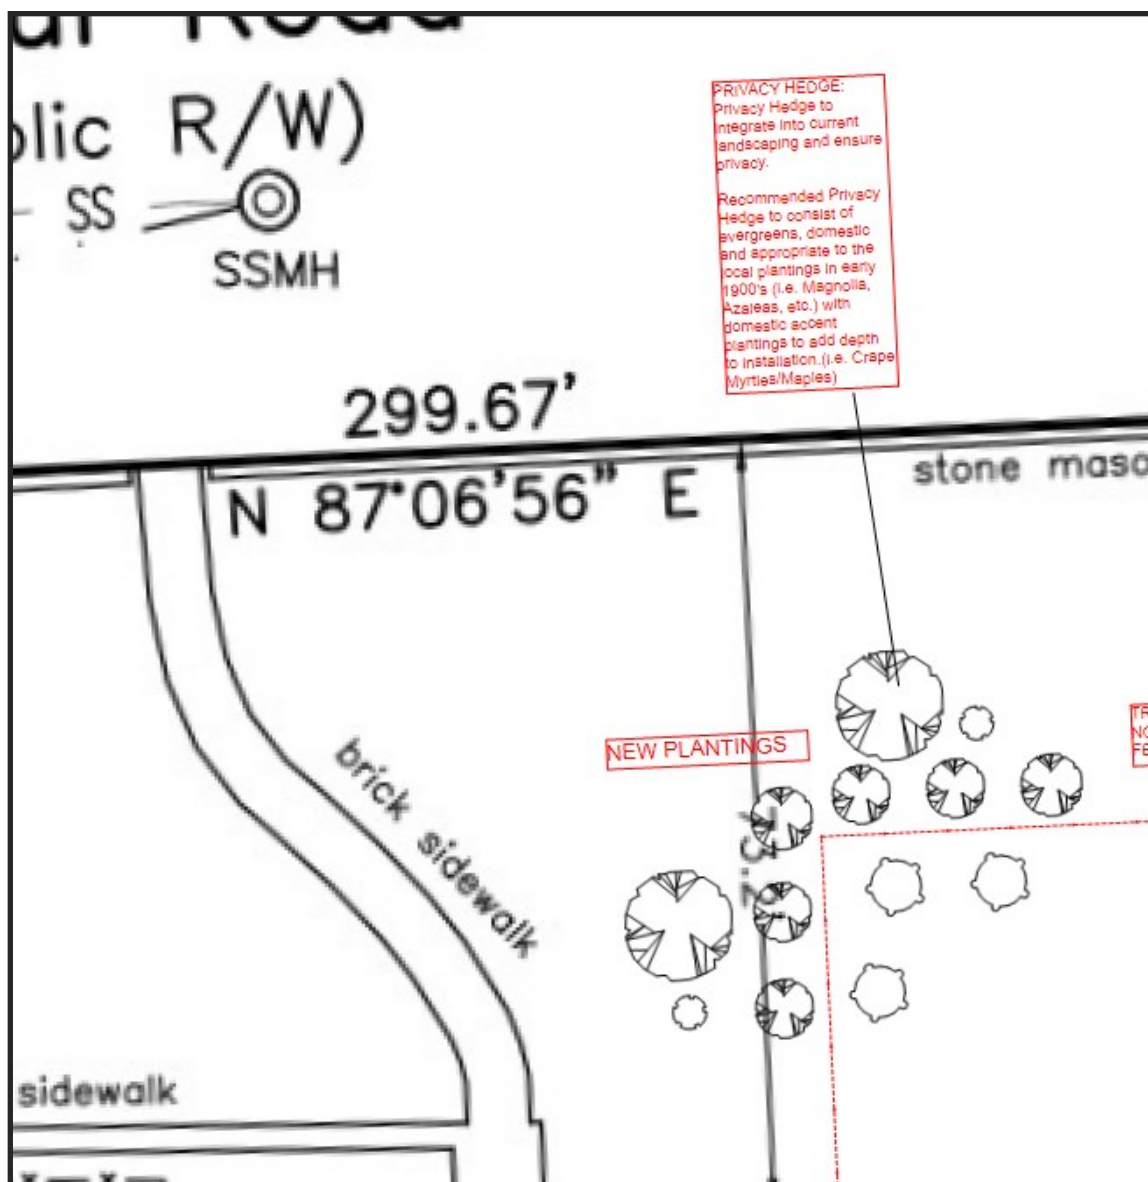 Road
R/W)
SS
SSMH
PRIVACY HEDGE:
Privacy Hedge to
integrate into current
landscaping and ensure
privacy.
Recommended Privacy
Hedge to consist of
evergreens, domestic
and appropriate to the
local plantings in early
1900's (i.e. Magnolia,
Azaleas, etc.) with
domestic accent
plantings to add depth
to installation.(i.e. Crape
Myrtles/Maples)
299.67'
N 87°06'56" E
stone
NEW PLANTINGS
brick sidewalk
73.2'
sidewalk